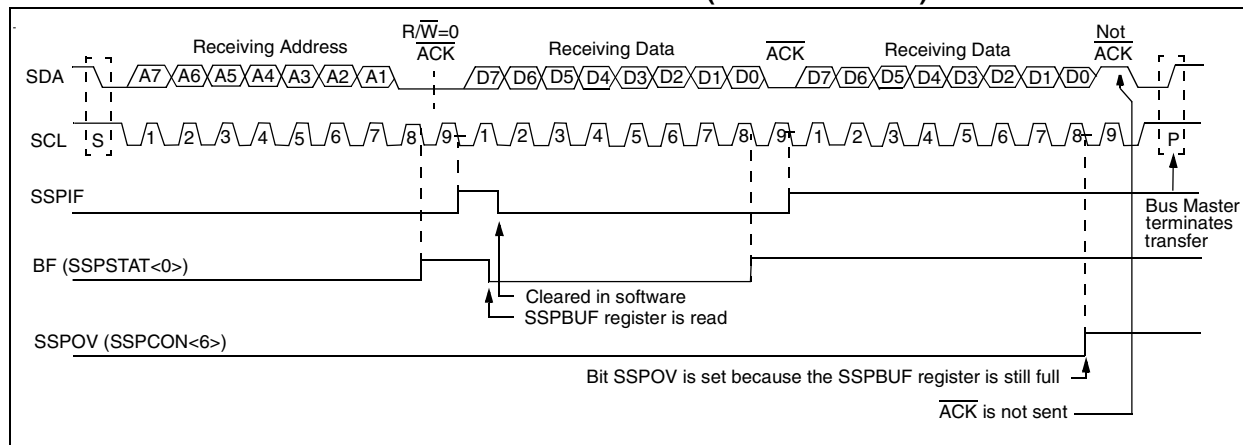 R/W=0
Receiving Address ACK Receiving Data ACK Receiving Data Not ACK
SDA A7 A6 A5 A4 A3 A2 A1 D7 D6 D5 D4 D3 D2 D1 D0 D7 D6 D5 D4 D3 D2 D1 D0
SCL S 1 2 3 4 5 6 7 8 9 1 2 3 4 5 6 7 8 9 1 2 3 4 5 6 7 8 9 P
SSPIF
Bus Master
terminates
transfer
BF (SSPSTAT<0>)
Cleared in software
SSPBUF register is read
SSPOV (SSPCON<6>)
Bit SSPOV is set because the SSPBUF register is still full
ACK is not sent